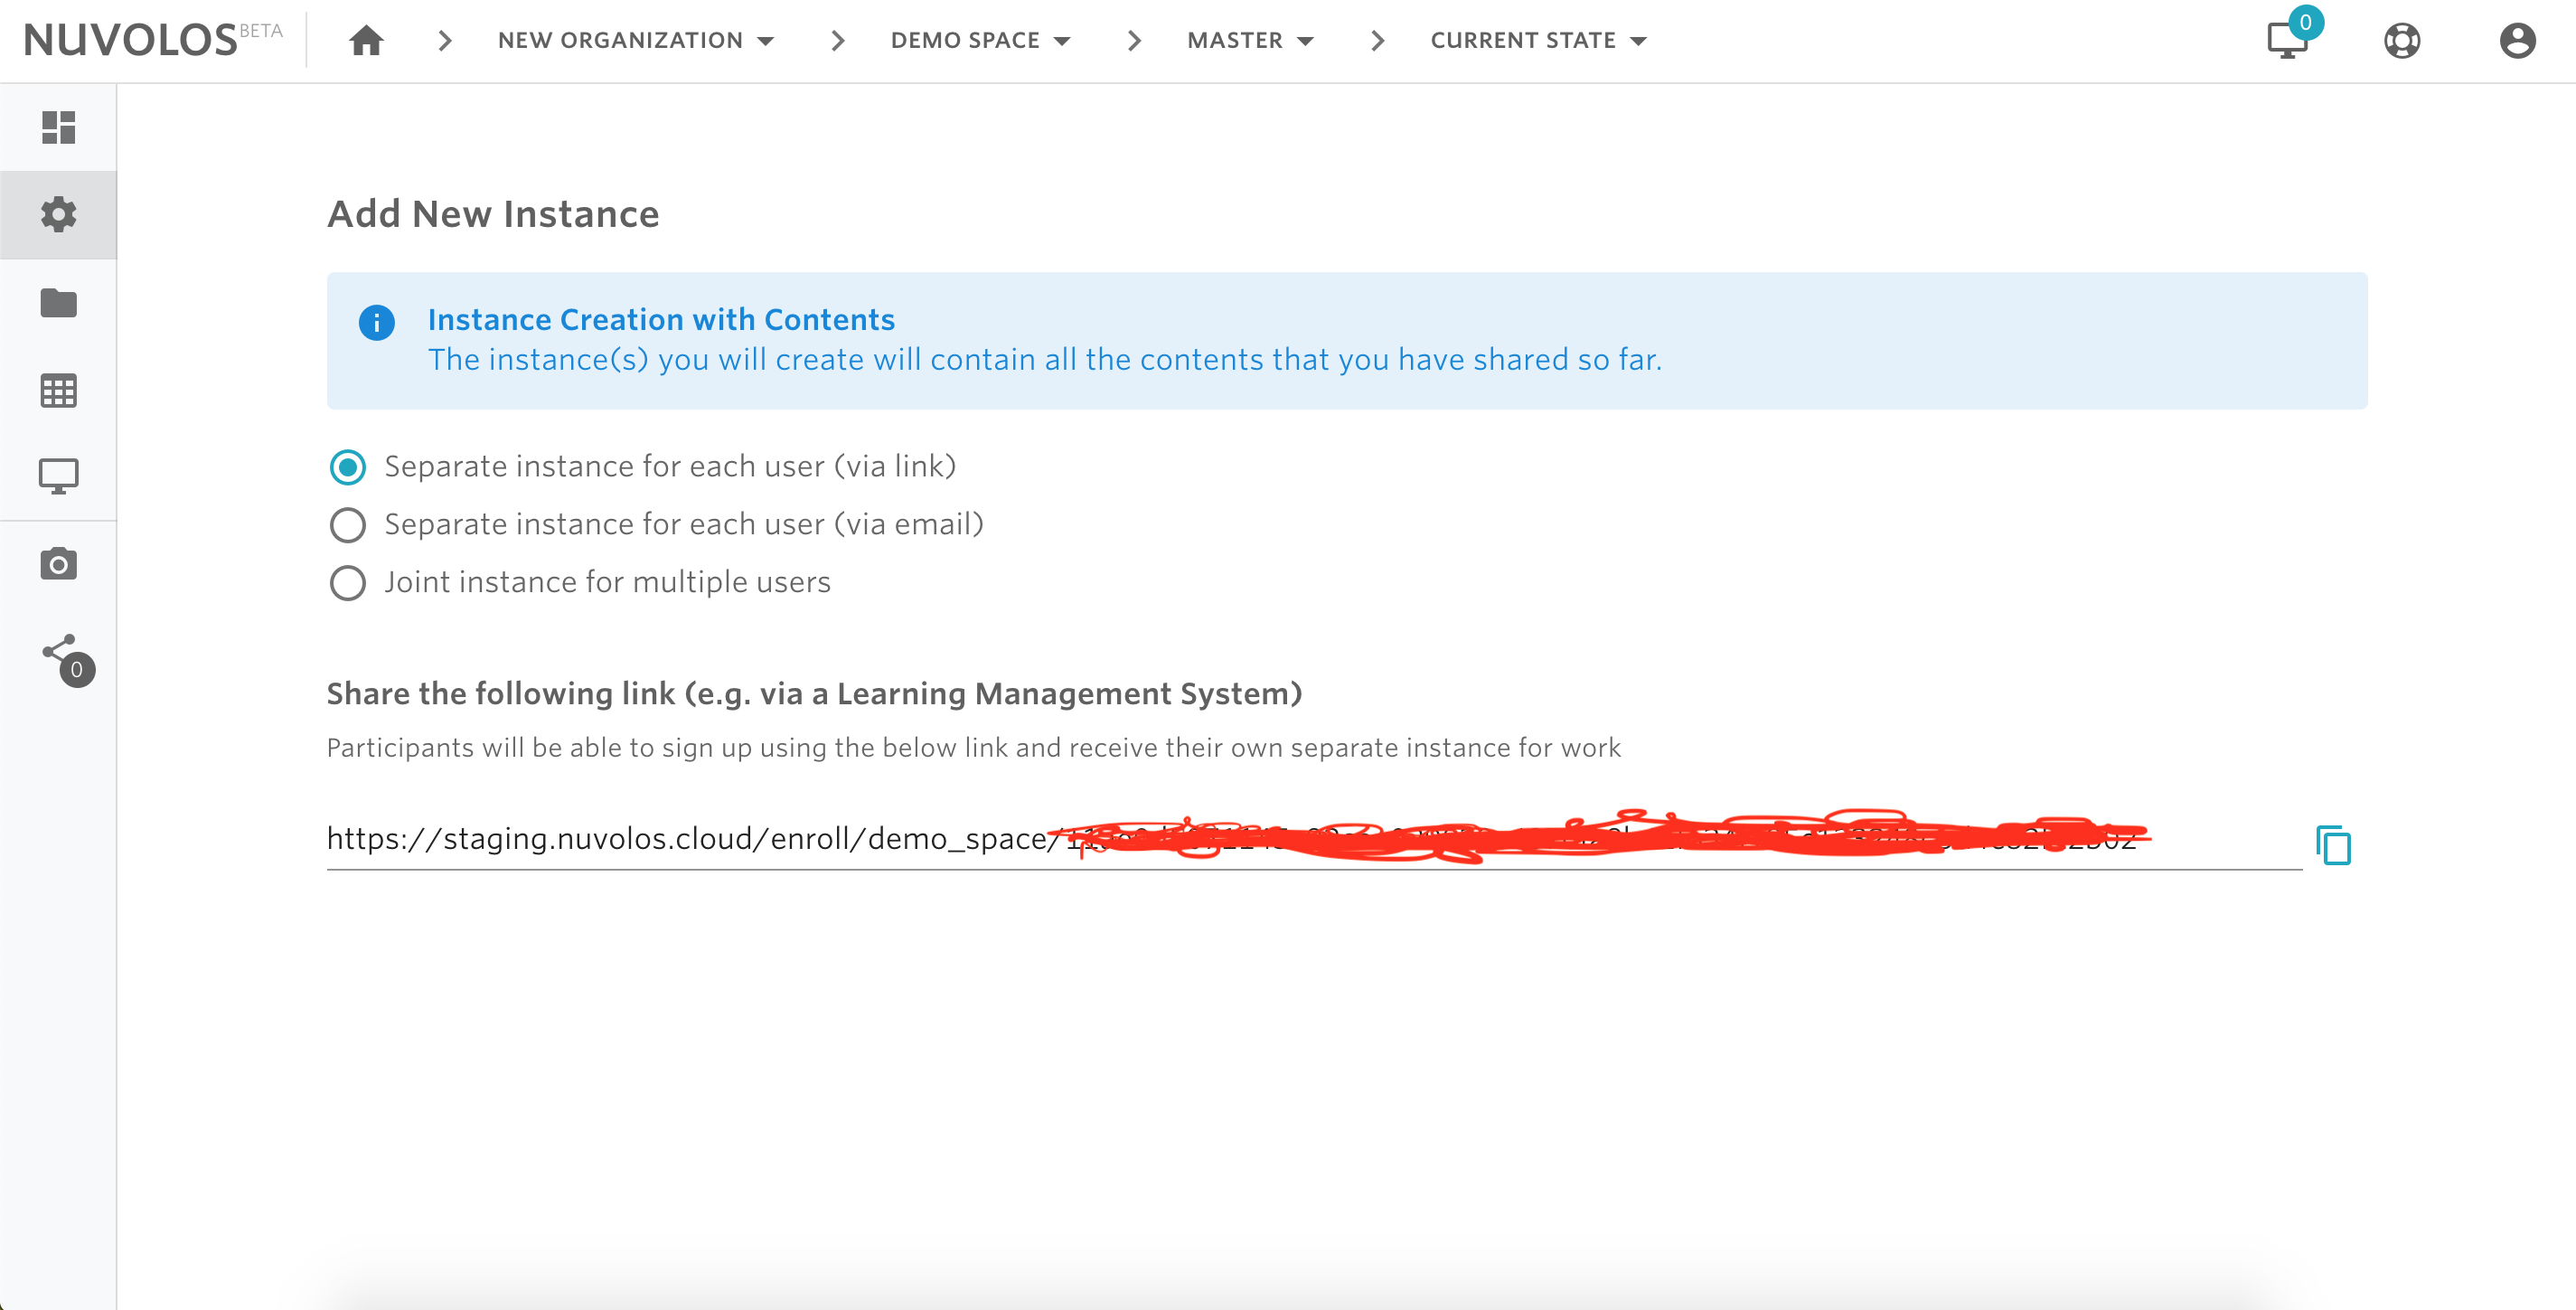 NUVOLOS BETA
NEW ORGANIZATION
DEMO SPACE
MASTER
CURRENT STATE
0
Add New Instance
Instance Creation with Contents
The instance(s) you will create will contain all the contents that you have shared so far.
Separate instance for each user (via link)
Separate instance for each user (via email)
Joint instance for multiple users
0
Share the following link (e.g. via a Learning Management System)
Participants will be able to sign up using the below link and receive their own separate instance for work
https://staging.nuvolos.cloud/enroll/demo_space/